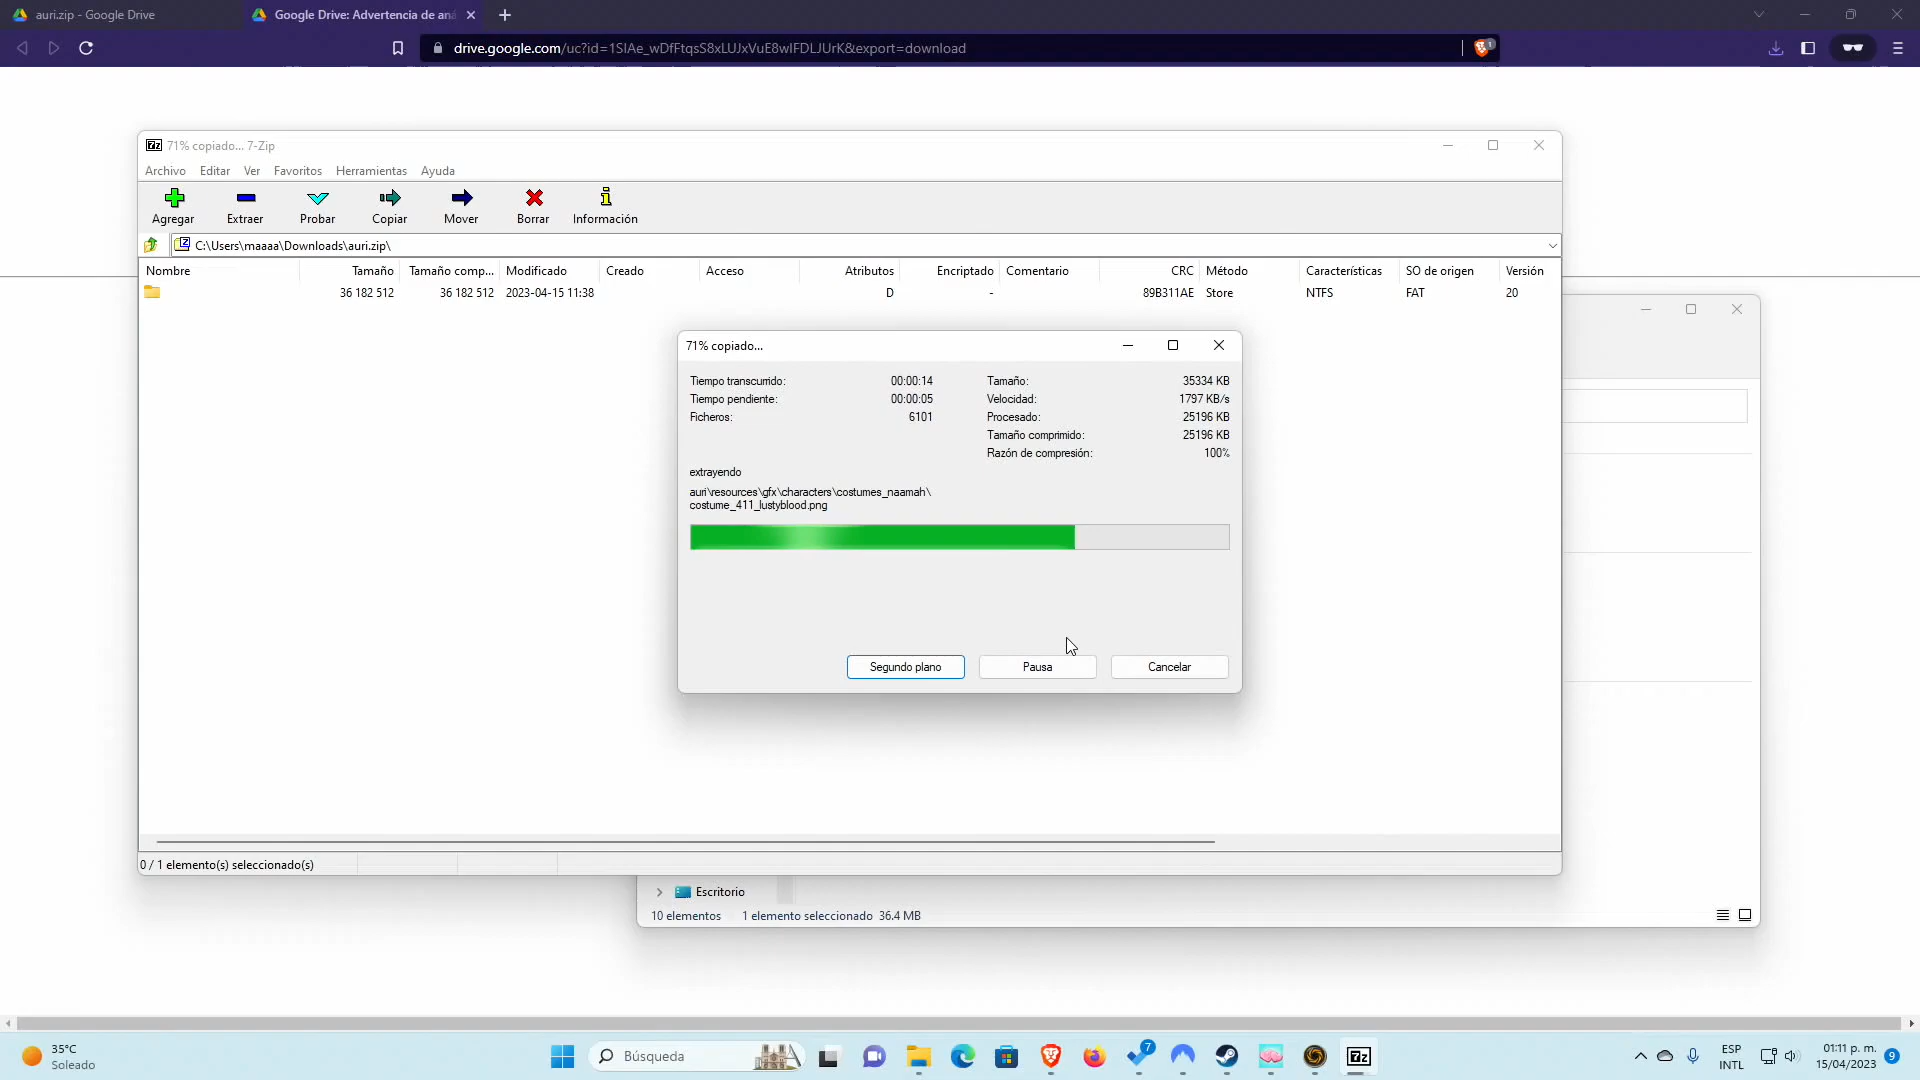 auri.zip - Google Drive
Google Drive: Advertencia de aná
drive.google.com/uc?id=1SIAe_wDfFtqsS8xLUJxVuE8wIFDLJUrK&export=download
1
71% copiado... 7-Zip
Archivo Editar Ver Favoritos Herramientas Ayuda
Agregar Extraer Probar Copiar Mover Borrar Información
C:\Users\maaaa\Downloads\auri.zip\
Nombre Tamaño Tamaño comp... Modificado Creado Acceso Atributos Encriptado Comentario CRC Método Características SO de origen Versión
36 182 512 36 182 512 2023-04-15 11:38 D - 89B311AE Store NTFS FAT 20
71% copiado...
Tiempo transcurrido: 00:00:14 Tamaño: 35334 KB
Tiempo pendiente: 00:00:05 Velocidad: 1797 KB/s
Ficheros: 6101 Procesado: 25196 KB
Tamaño comprimido: 25196 KB
Razón de compresión: 100%
extrayendo
auri\resources\gfx\characters\costumes_naamah\
costume_411_lustyblood.png
Segundo plano Pausa Cancelar
0 / 1 elemento(s) seleccionado(s)
Escritorio
10 elementos 1 elemento seleccionado 36.4 MB
35°C
Soleado
Búsqueda
7
7z
ESP
INTL
01:11 p. m.
15/04/2023
9